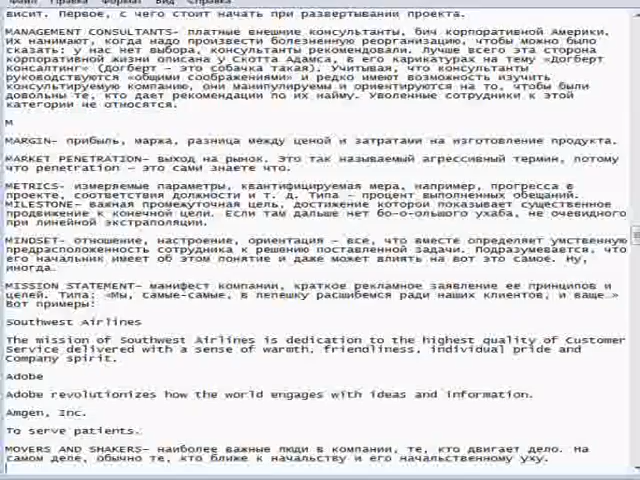 Файл Правка Формат Вид Справка
висит. Первое, с чего стоит начать при развертывании проекта.
MANAGEMENT CONSULTANTS– платные внешние консультанты, бич корпоративной Америки.
Их нанимают, когда надо произвести болезненную реорганизацию, чтобы можно было
сказать: у нас нет выбора, консультанты рекомендовали. Лучше всего эта сторона
корпоративной жизни описана у Скотта Адамса, в его карикатурах на тему «Догберт
Консалтинг» (Догберт – это собачка такая). Учитывая, что консультанты
руководствуются «общими соображениями» и редко имеют возможность изучить
консультируемую компанию, они манипулируемы и ориентируются на то, чтобы были
довольны те, кто дает рекомендации по их найму. Уволенные сотрудники к этой
категории не относятся.
M
MARGIN– прибыль, маржа, разница между ценой и затратами на изготовление продукта.
MARKET PENETRATION– выход на рынок. Это так называемый агрессивный термин, потому
что penetration – это сами знаете что.
METRICS– измеряемые параметры, квантифицируемая мера, например, прогресса в
проекте, соответствия должности и т. д. Типа – процент выполненных обещаний.
MILESTONE– важная промежуточная цель, достижение которой показывает существенное
продвижение к конечной цели. Если там дальше нет бо-о-ольшого ухаба, не очевидного
при линейной экстраполяции.
MINDSET– отношение, настроение, ориентация – все, что вместе определяет умственную
предрасположенность сотрудника к решению поставленной задачи. Подразумевается, что
его начальник имеет об этом понятие и даже может влиять на вот это самое. Ну,
иногда.
MISSION STATEMENT– манифест компании, краткое рекламное заявление ее принципов и
целей. Типа: «Мы, самые-самые, в лепешку расшибемся ради наших клиентов, и ваще…»
Вот примеры:
Southwest Airlines
The mission of Southwest Airlines is dedication to the highest quality of Customer
Service delivered with a sense of warmth, friendliness, individual pride and
Company spirit.
Adobe
Adobe revolutionizes how the world engages with ideas and information.
Amgen, Inc.
To serve patients.
MOVERS AND SHAKERS– наиболее важные люди в компании, те, кто двигает дело. На
самом деле, обычно те, кто ближе к начальству и его начальственному уху.